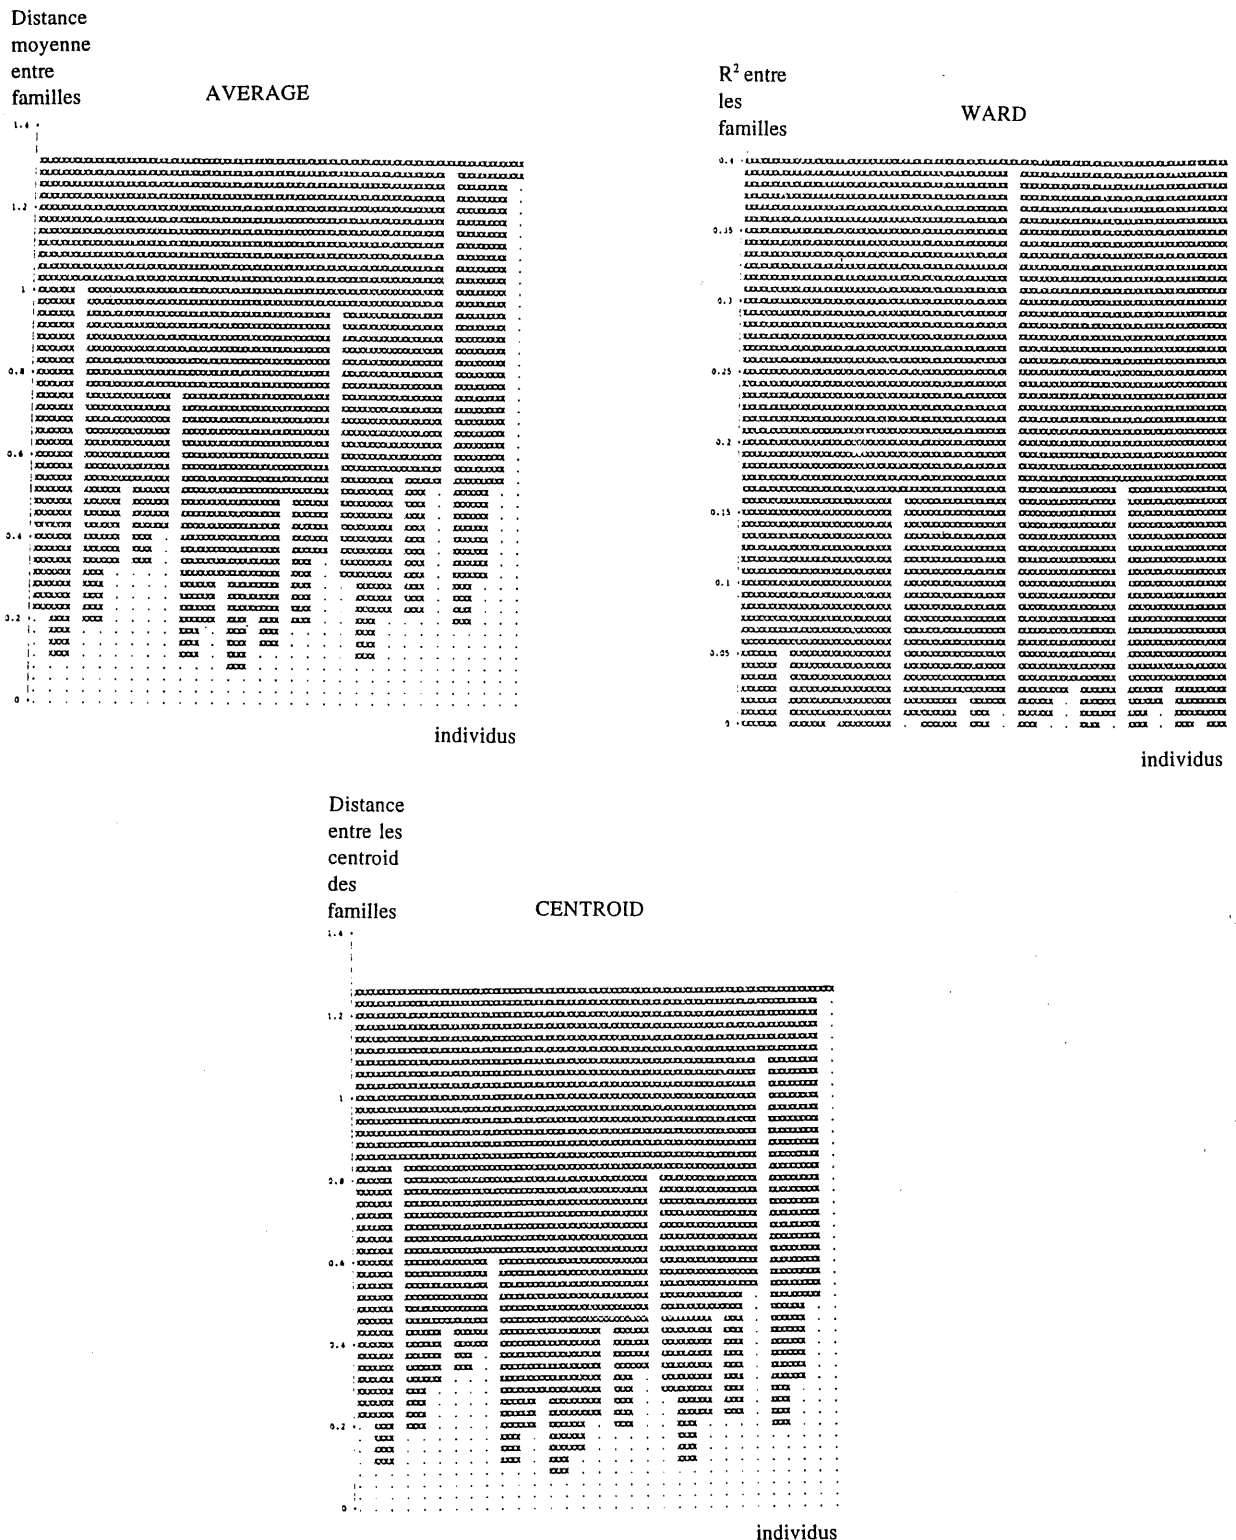 Distance
moyenne
entre
familles
AVERAGE
1.4
1.2
1
0.8
0.6
0.4
0.2
0
individus
R² entre
les
familles
WARD
0.4
0.35
0.3
0.25
0.2
0.15
0.1
0.05
0
individus
Distance
entre les
centroid
des
familles
CENTROID
1.4
1.2
1
0.8
0.6
0.4
0.2
0
individus